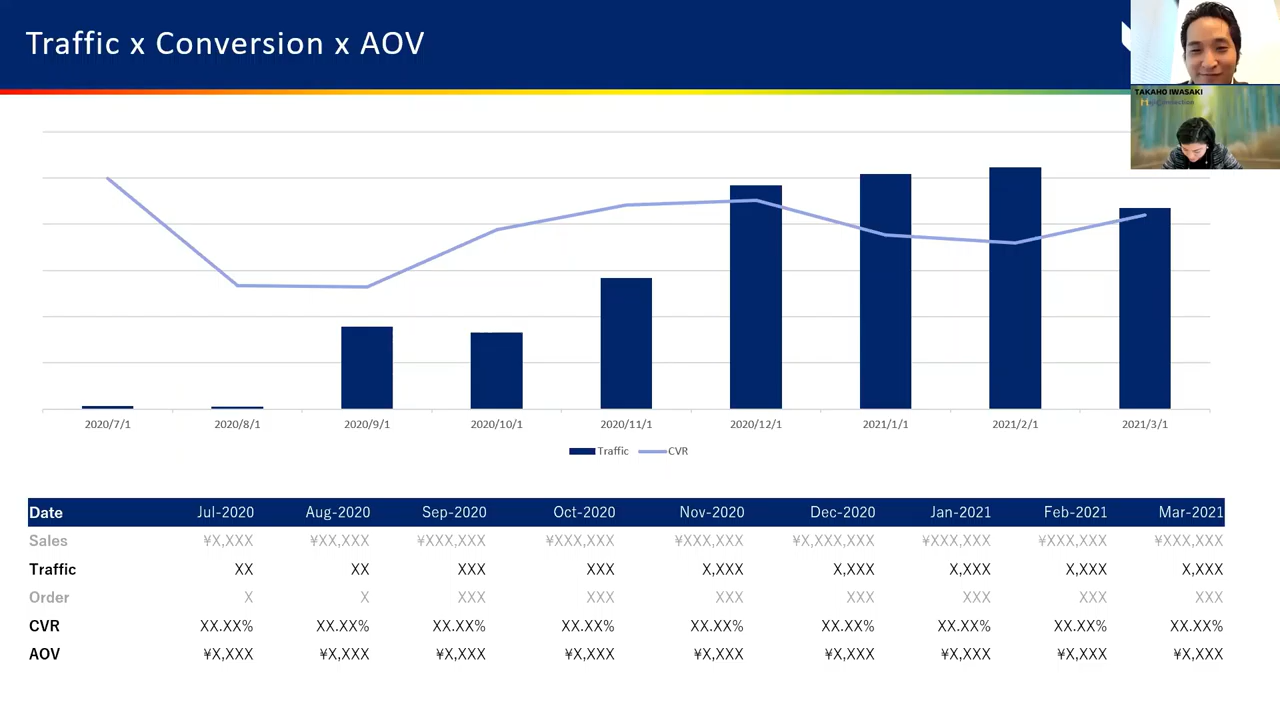 Traffic x Conversion x AOV
TAKAHO IWASAKI
2020/7/1 2020/8/1 2020/9/1 2020/10/1 2020/11/1 2020/12/1 2021/1/1 2021/2/1 2021/3/1
Traffic CVR
Date Jul-2020 Aug-2020 Sep-2020 Oct-2020 Nov-2020 Dec-2020 Jan-2021 Feb-2021 Mar-2021
Sales ¥X,XXX ¥XX,XXX ¥XXX,XXX ¥XXX,XXX ¥XXX,XXX ¥X,XXX,XXX ¥XXX,XXX ¥XXX,XXX ¥XXX,XXX
Traffic XX XX XXX XXX X,XXX X,XXX X,XXX X,XXX X,XXX
Order X X XXX XXX XXX XXX XXX XXX XXX
CVR XX.XX% XX.XX% XX.XX% XX.XX% XX.XX% XX.XX% XX.XX% XX.XX% XX.XX%
AOV ¥X,XXX ¥X,XXX ¥X,XXX ¥X,XXX ¥X,XXX ¥X,XXX ¥X,XXX ¥X,XXX ¥X,XXX